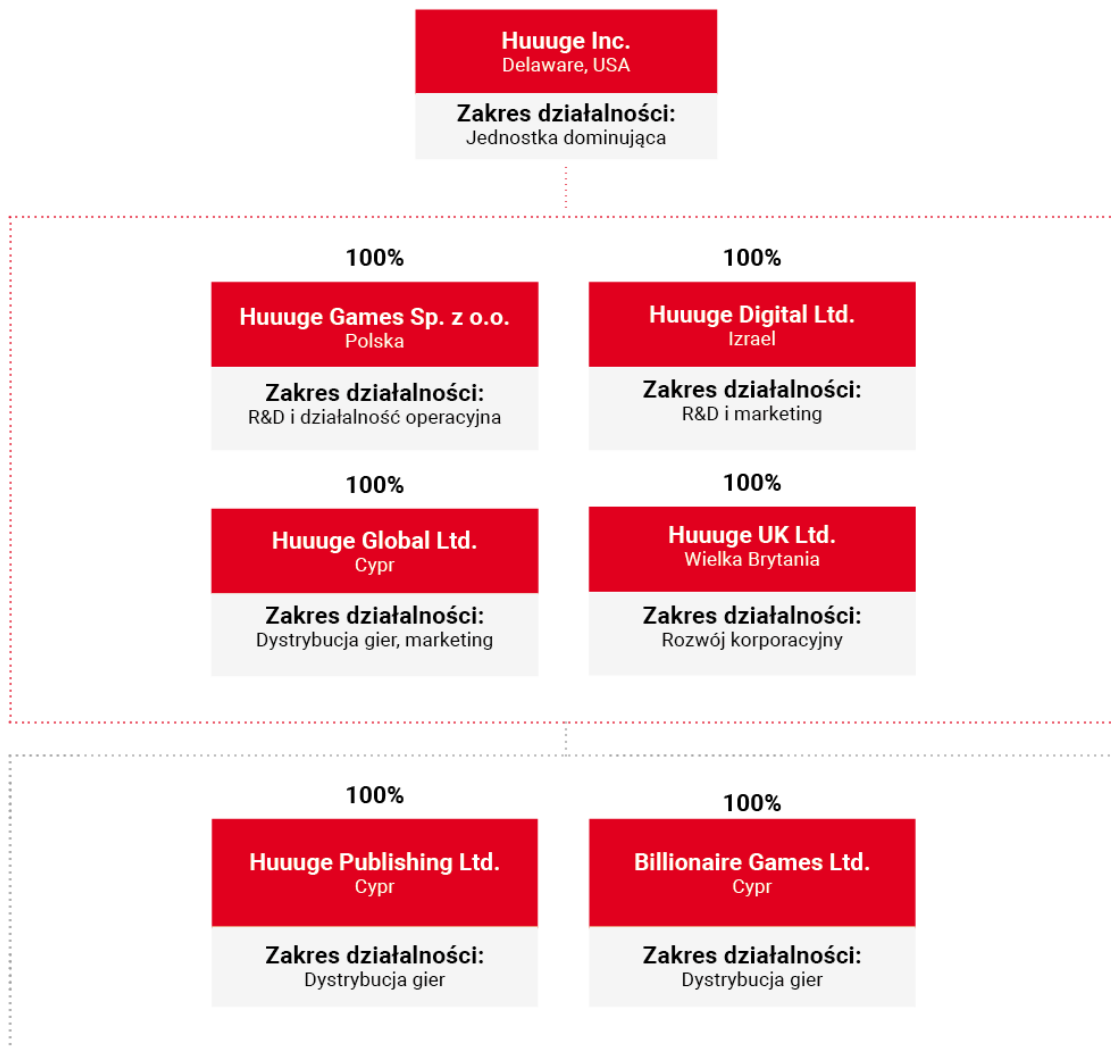 Huuuge Inc.
Delaware, USA
Zakres działalności:
Jednostka dominująca
100%
Huuuge Games Sp. z o.o.
Polska
Zakres działalności:
R&D i działalność operacyjna
100%
Huuuge Digital Ltd.
Izrael
Zakres działalności:
R&D i marketing
100%
Huuuge Global Ltd.
Cypr
Zakres działalności:
Dystrybucja gier, marketing
100%
Huuuge UK Ltd.
Wielka Brytania
Zakres działalności:
Rozwój korporacyjny
100%
Huuuge Publishing Ltd.
Cypr
Zakres działalności:
Dystrybucja gier
100%
Billionaire Games Ltd.
Cypr
Zakres działalności:
Dystrybucja gier